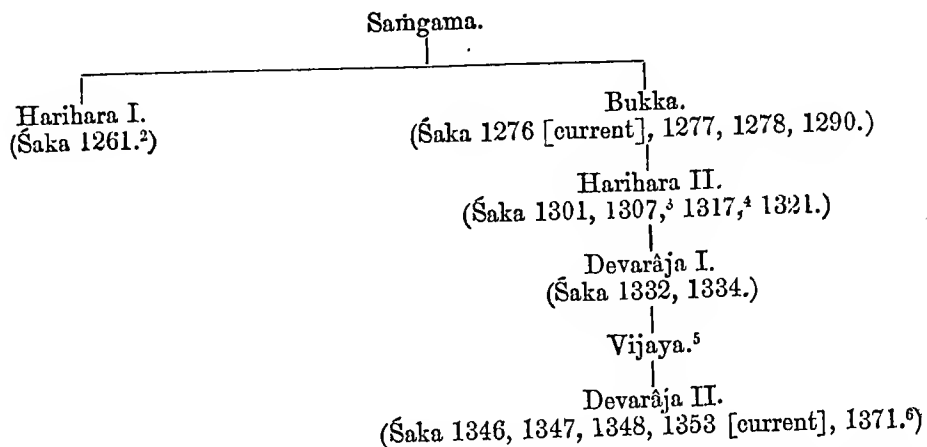 Saṁgama.
Harihara I.
(Śaka 1261.²)
Bukka.
(Śaka 1276 [current], 1277, 1278, 1290.)
Harihara II.
(Śaka 1301, 1307,³ 1317,⁴ 1321.)
Devarâja I.
(Śaka 1332, 1334.)
Vijaya.⁵
Devarâja II.
(Śaka 1346, 1347, 1348, 1353 [current], 1371.⁶)